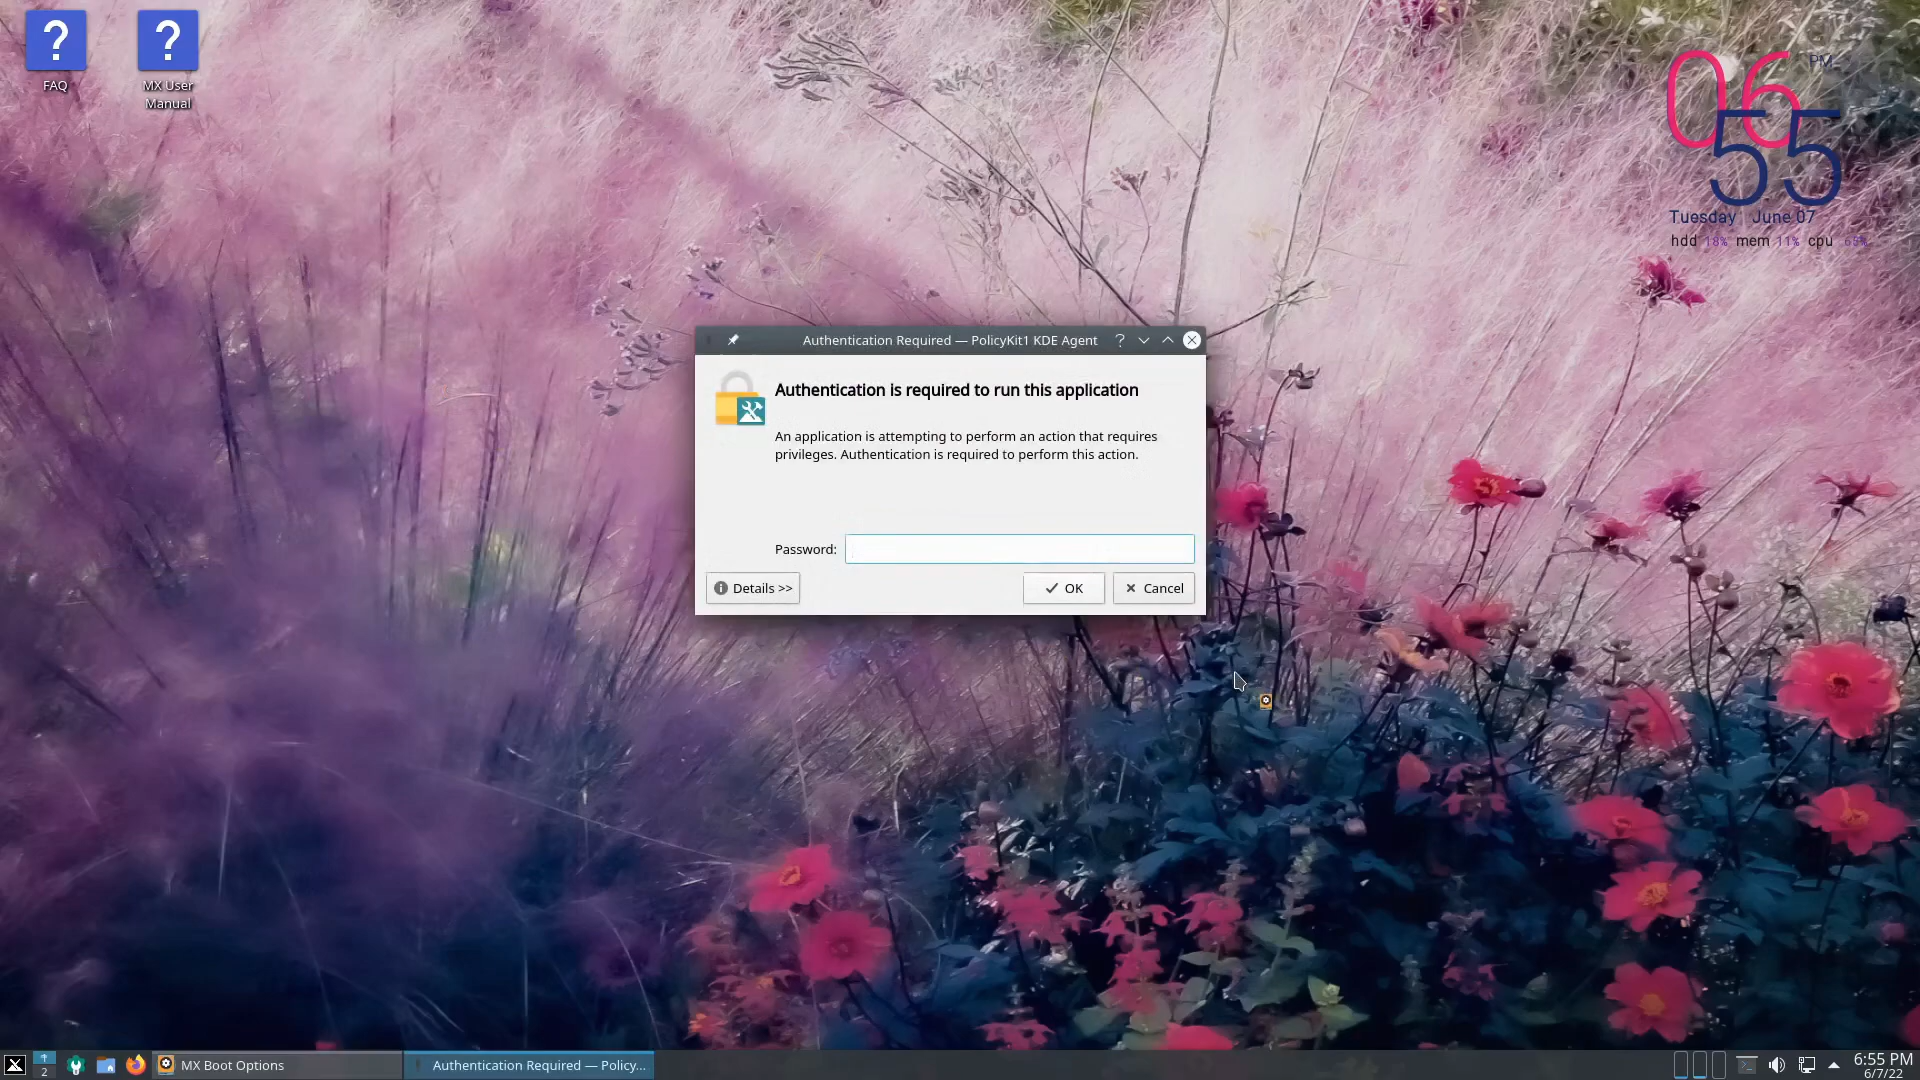 FAQ
MX User
Manual
06
PM
55
Tuesday June 07
hdd 18% mem 11% cpu
Authentication Required — PolicyKit1 KDE Agent
Authentication is required to run this application
An application is attempting to perform an action that requires
privileges. Authentication is required to perform this action.
Password:
Details >>
OK
Cancel
2
MX Boot Options
Authentication Required — Policy...
6:55 PM
6/7/22